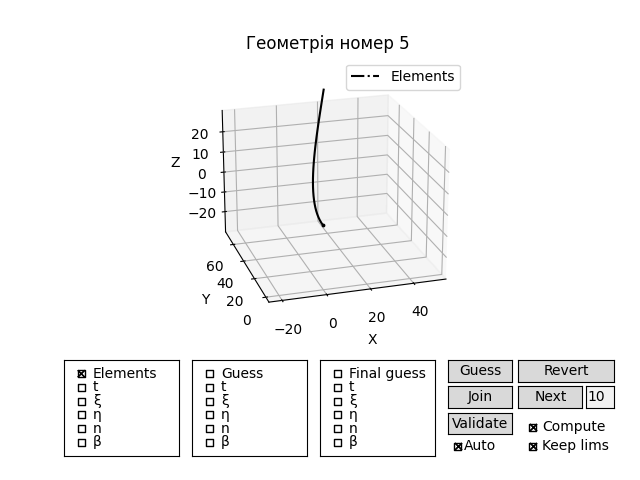 Геометрія номер 5
Elements
20
10
0
−10
−20
Z
60
40
20
0
Y
−20
0
20
40
X
Elements
t
ξ
η
n
β
Guess
t
ξ
η
n
β
Final guess
t
ξ
η
n
β
Guess
Revert
Join
Next
10
Validate
Compute
Auto
Keep lims